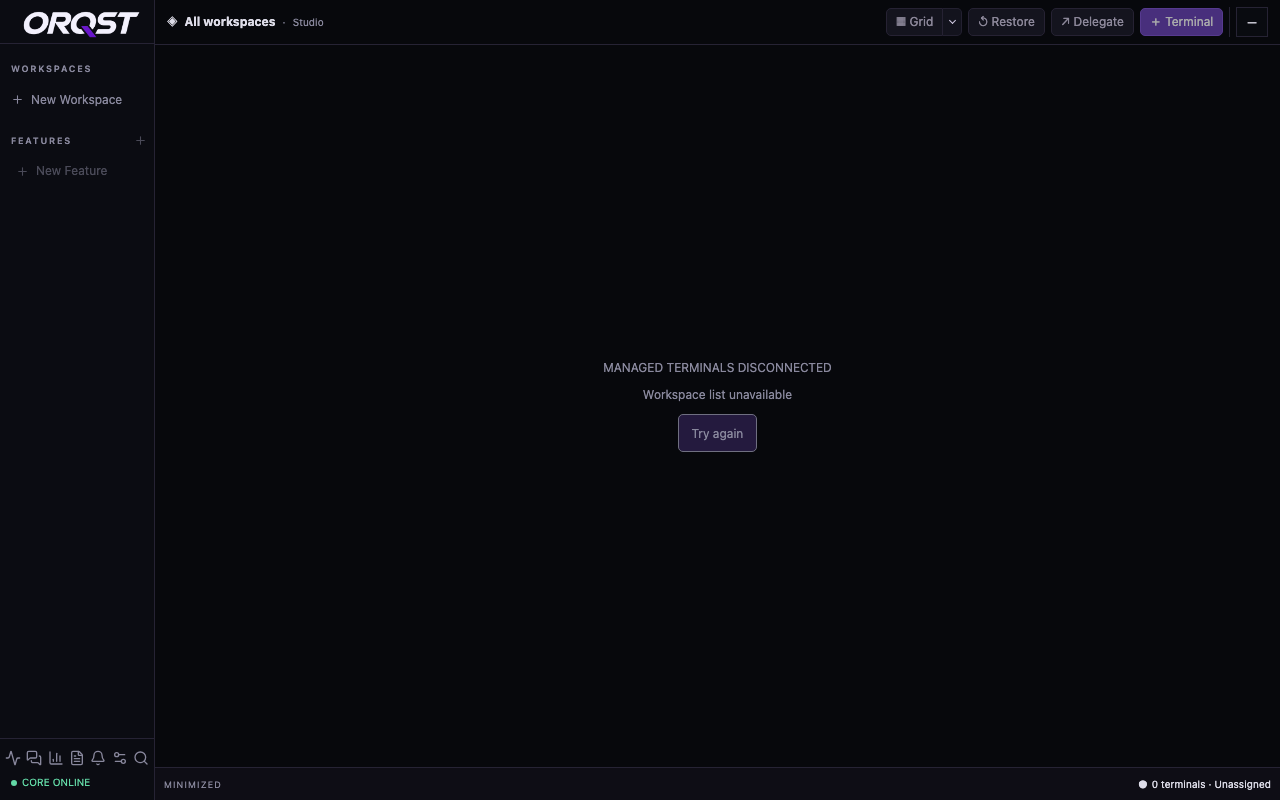 ORQST
All workspaces · Studio
Grid
Restore
Delegate
+ Terminal
WORKSPACES
+ New Workspace
FEATURES +
+ New Feature
MANAGED TERMINALS DISCONNECTED
Workspace list unavailable
Try again
CORE ONLINE
MINIMIZED
0 terminals · Unassigned